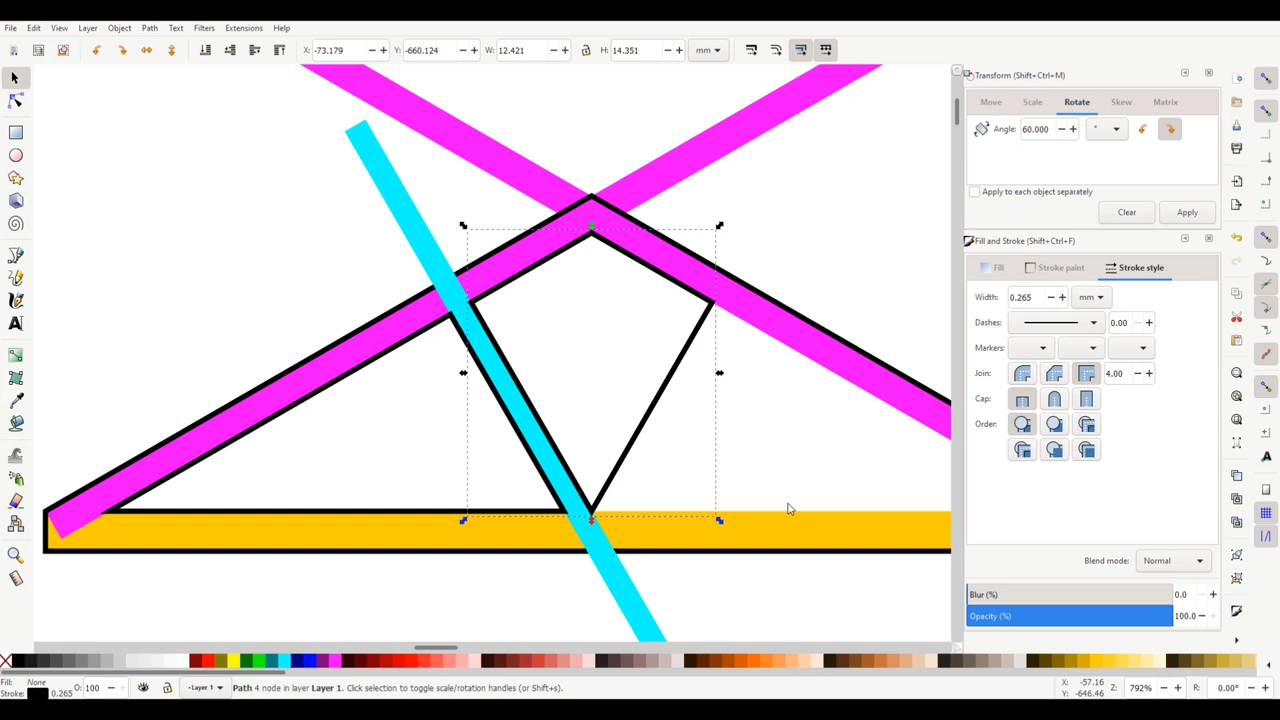 File Edit View Layer Object Path Text Filters Extensions Help
X: -73.179 Y: -660.124 W: 12.421 H: 14.351 mm
Transform (Shift+Ctrl+M)
Move Scale Rotate Skew Matrix
Angle: 60.000 °
Apply to each object separately
Clear Apply
Fill and Stroke (Shift+Ctrl+F)
Fill Stroke paint Stroke style
Width: 0.265 mm
Dashes: 0.00
Markers:
Join: 4.00
Cap:
Order:
Blend mode: Normal
Blur (%) 0.0
Opacity (%) 100.0
Fill: None
Stroke: 0.265
O: 100
Layer 1
Path 4 node in layer Layer 1. Click selection to toggle scale/rotation handles (or Shift+s).
X: -57.16
Y: -646.46
Z: 792%
R: 0.00°